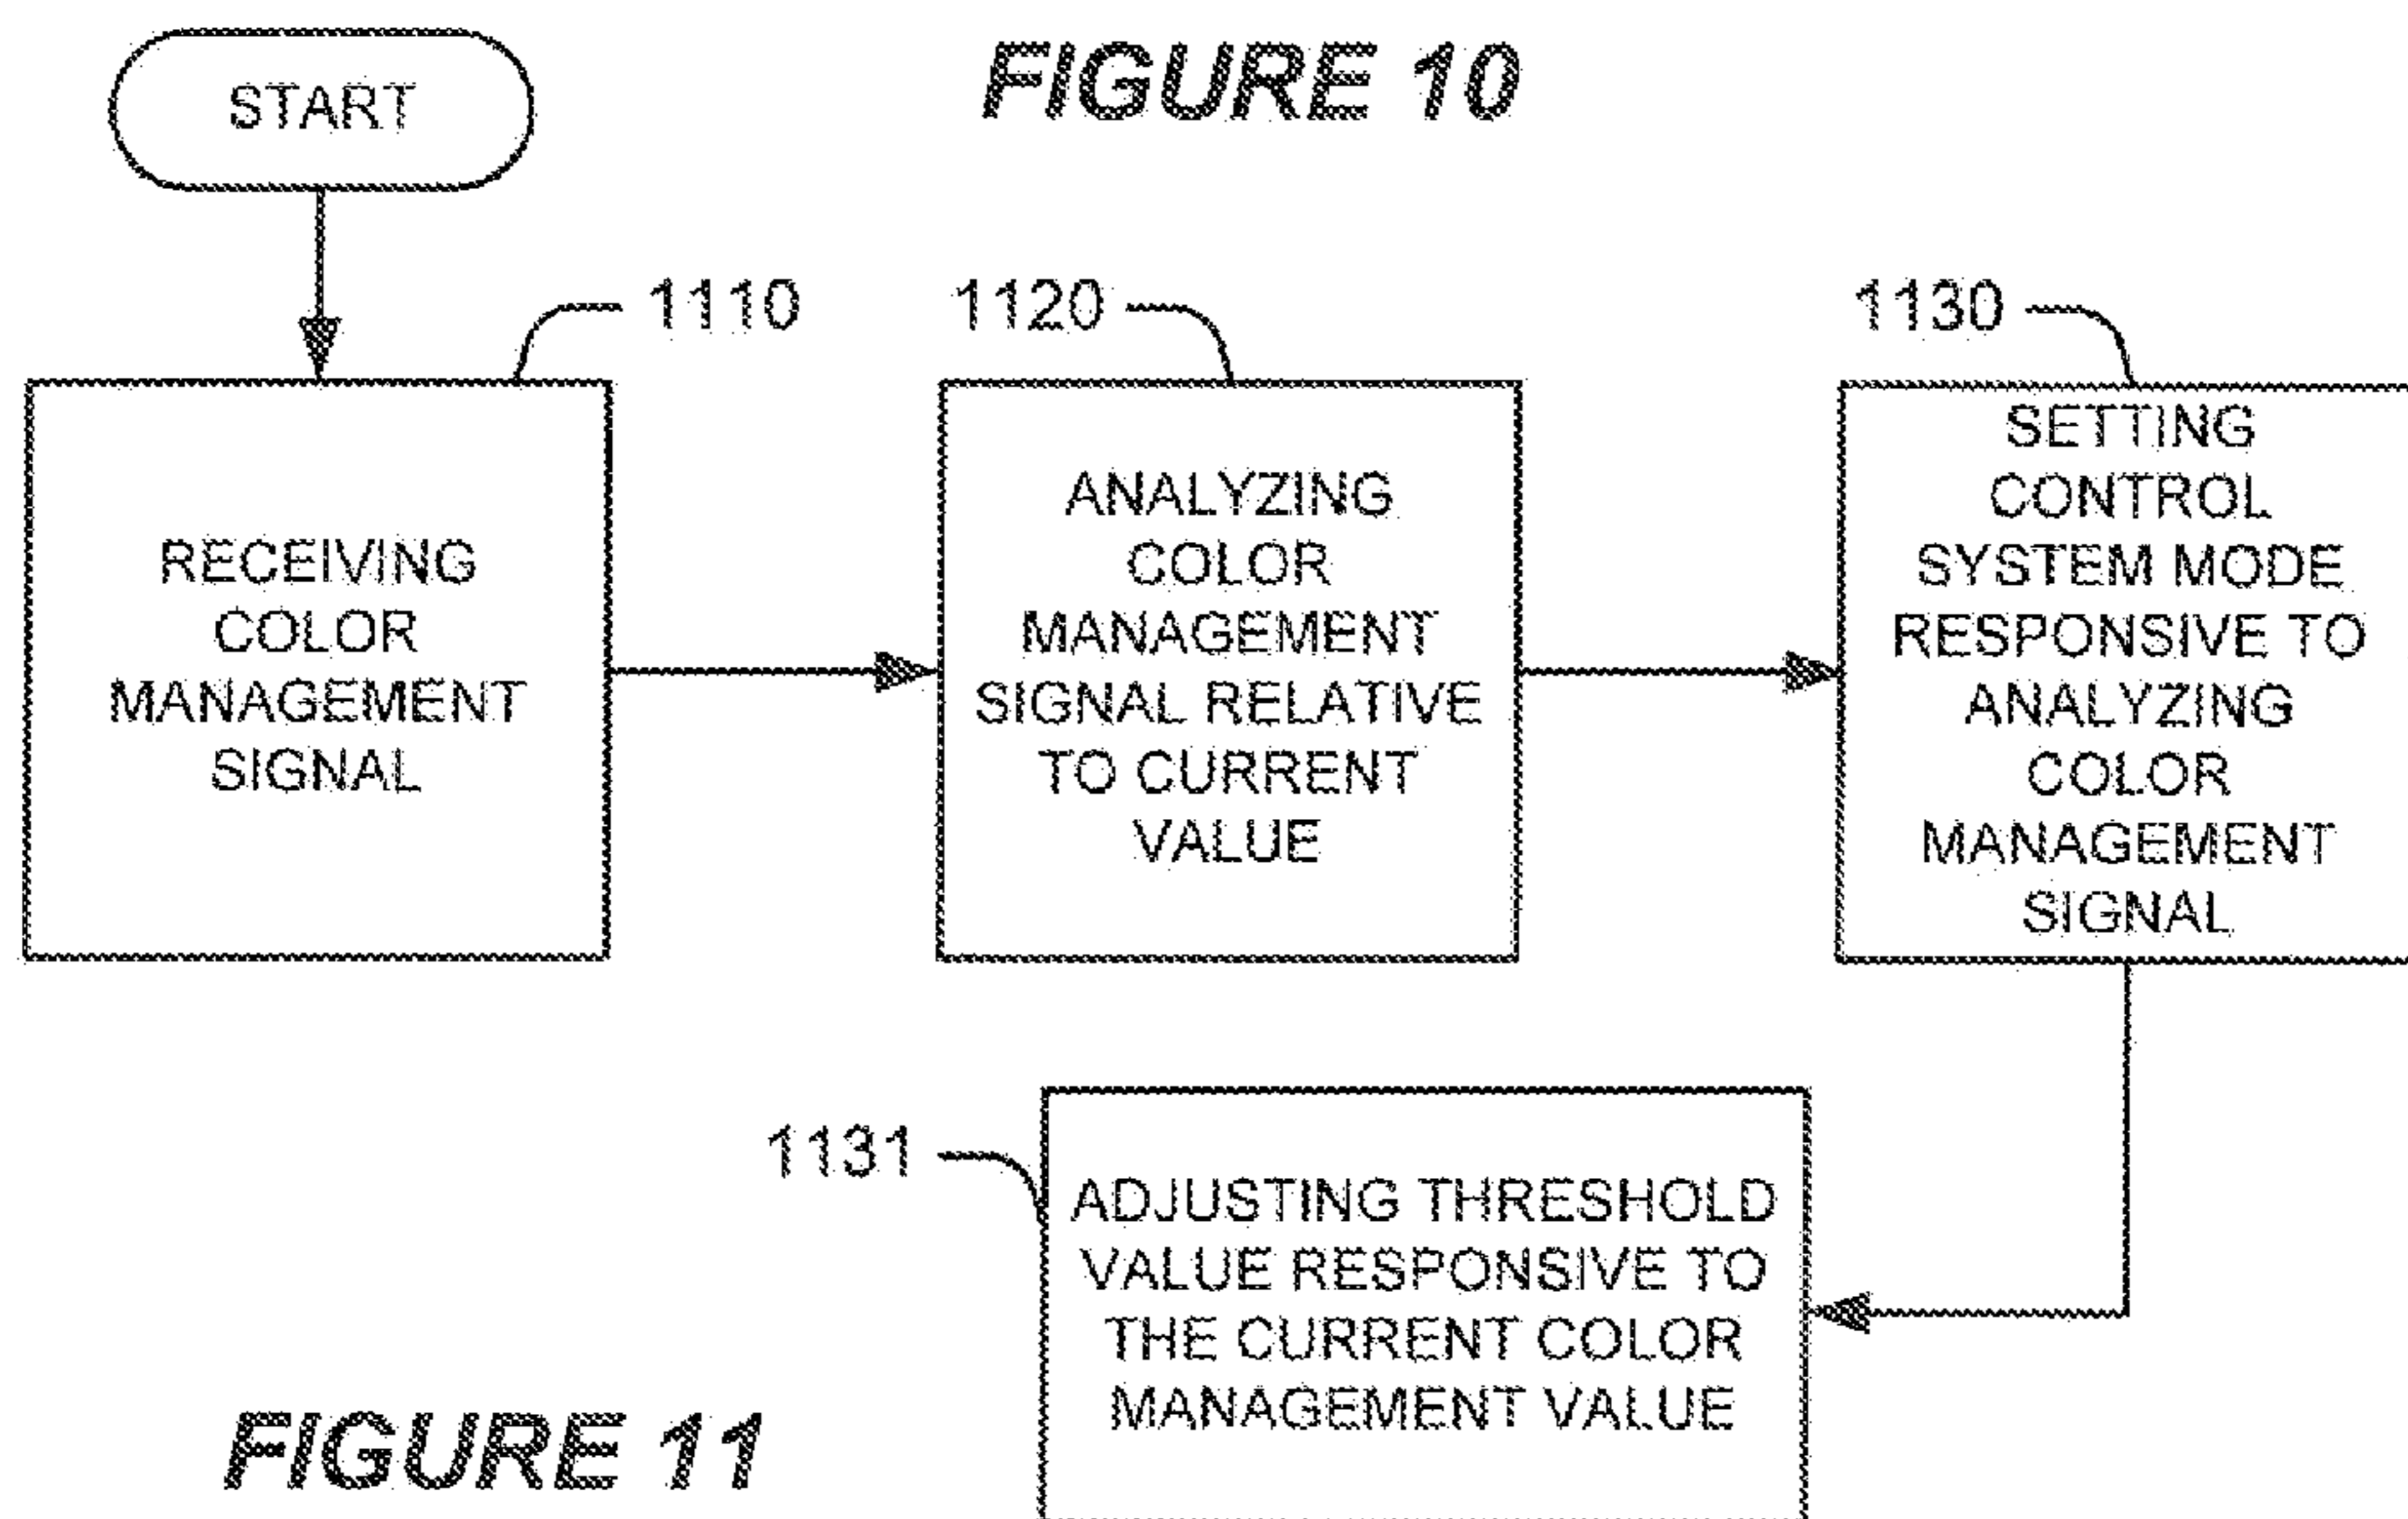 FIGURE 10
START
1110
1120
1130
RECEIVING
COLOR
MANAGEMENT
SIGNAL
ANALYZING
COLOR
MANAGEMENT
SIGNAL RELATIVE
TO CURRENT
VALUE
SETTING
CONTROL
SYSTEM MODE
RESPONSIVE TO
ANALYZING
COLOR
MANAGEMENT
SIGNAL
1131
ADJUSTING THRESHOLD
VALUE RESPONSIVE TO
THE CURRENT COLOR
MANAGEMENT VALUE
FIGURE 11